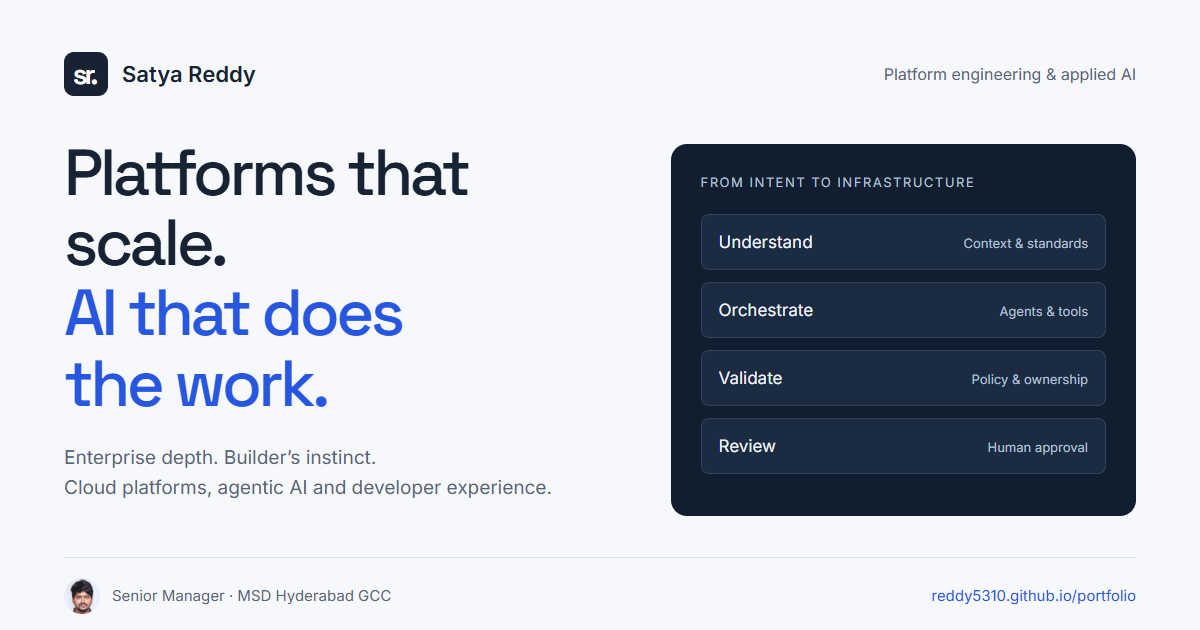 sr.
Satya Reddy
Platform engineering & applied AI
Platforms that
scale.
AI that does
the work.
Enterprise depth. Builder’s instinct.
Cloud platforms, agentic AI and developer experience.
FROM INTENT TO INFRASTRUCTURE
Understand
Context & standards
Orchestrate
Agents & tools
Validate
Policy & ownership
Review
Human approval
Senior Manager · MSD Hyderabad GCC
reddy5310.github.io/portfolio